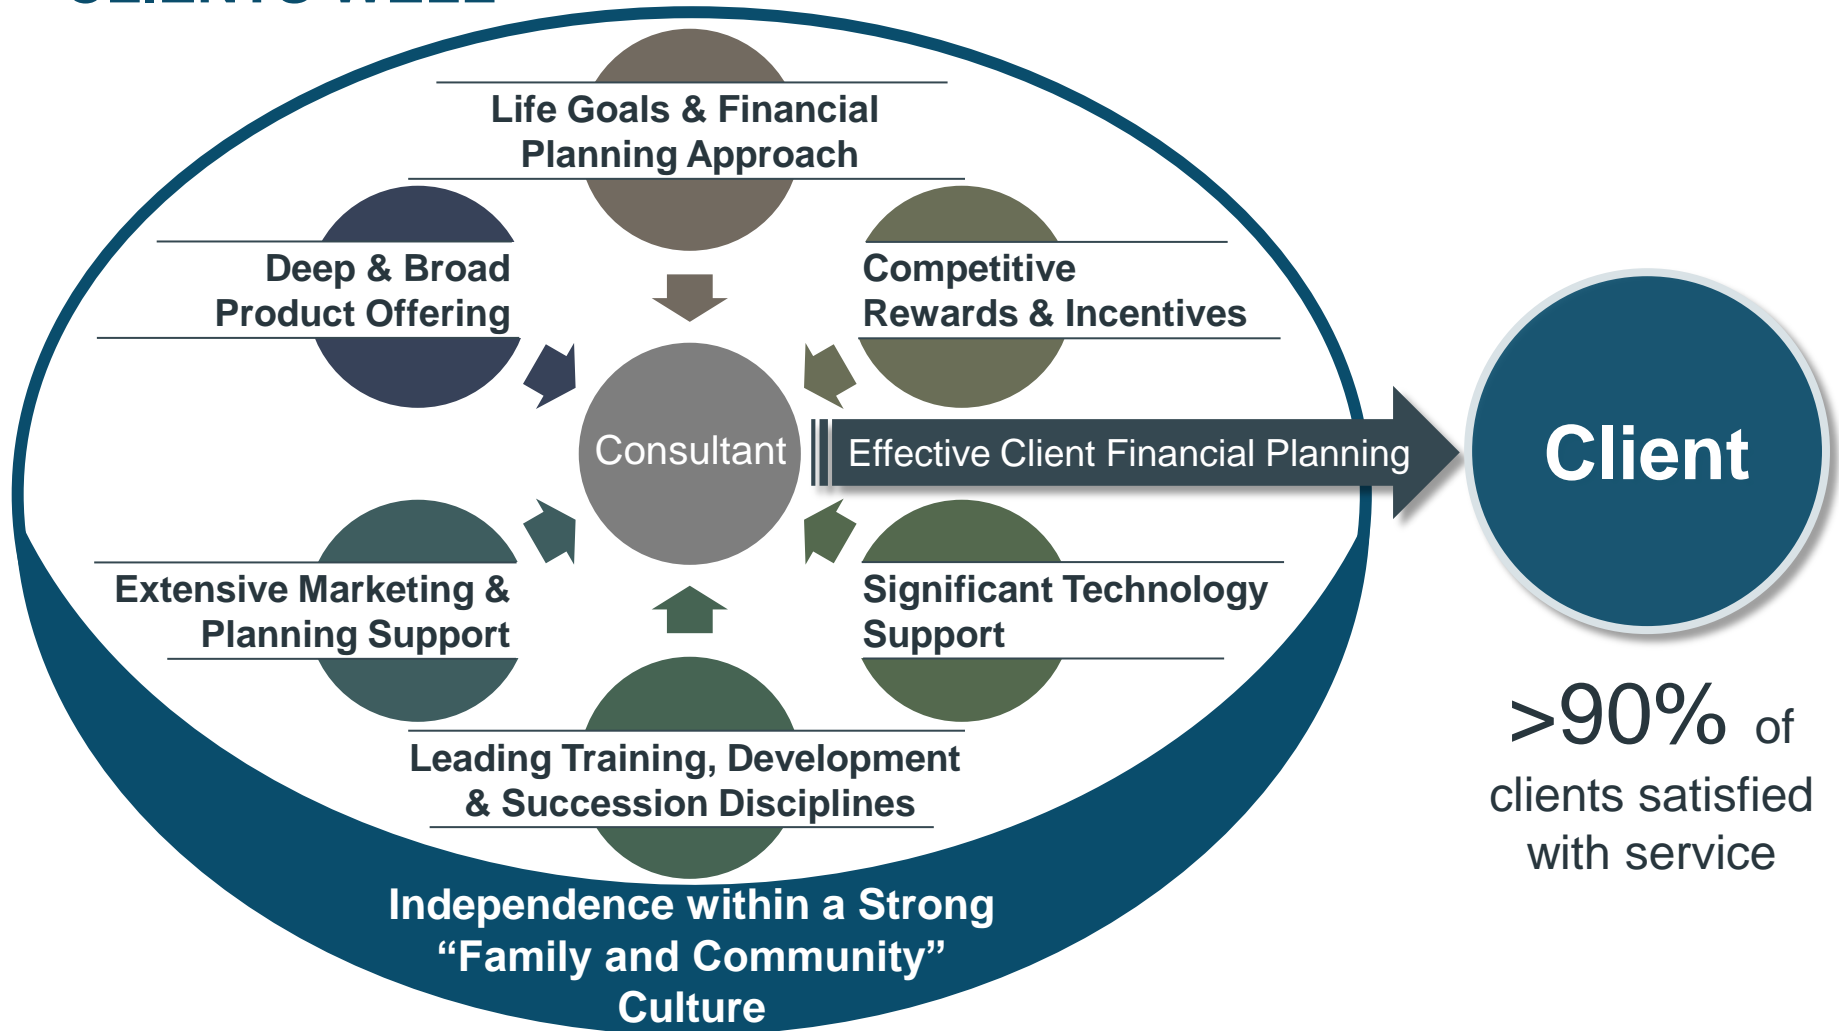 CLIENTS WELL
Life Goals & Financial
Planning Approach
Deep & Broad
Product Offering
Competitive
Rewards & Incentives
Consultant
Effective Client Financial Planning
Client
Extensive Marketing &
Planning Support
Significant Technology
Support
Leading Training, Development
& Succession Disciplines
>90% of
clients satisfied
with service
Independence within a Strong
“Family and Community”
Culture